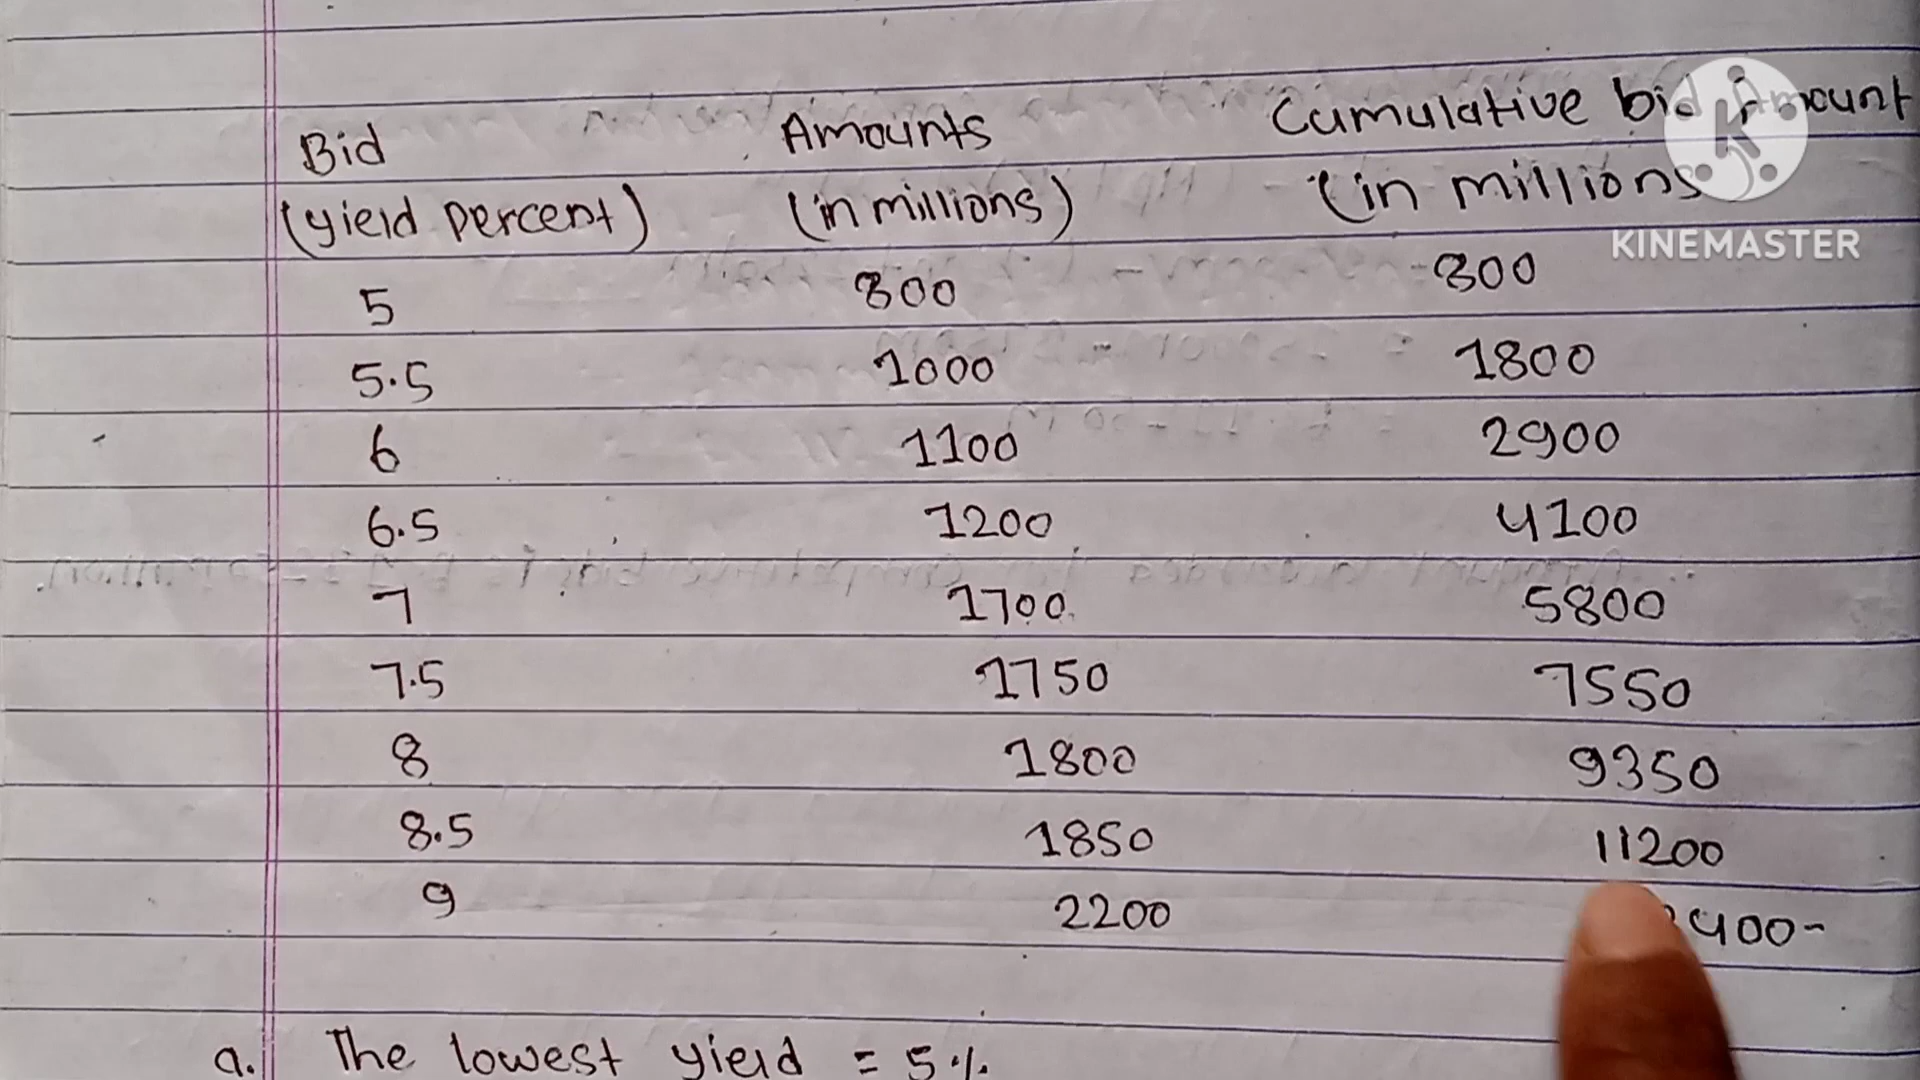 Bid Amounts Cumulative bid Amount
(yield percent) (in millions) (in millions)
KINEMASTER
5 800 800
5.5 1000 1800
6 1100 2900
6.5 1200 4100
7 1700 5800
7.5 1750 7550
8 1800 9350
8.5 1850 11200
9 2200
a. The lowest yield = 5%